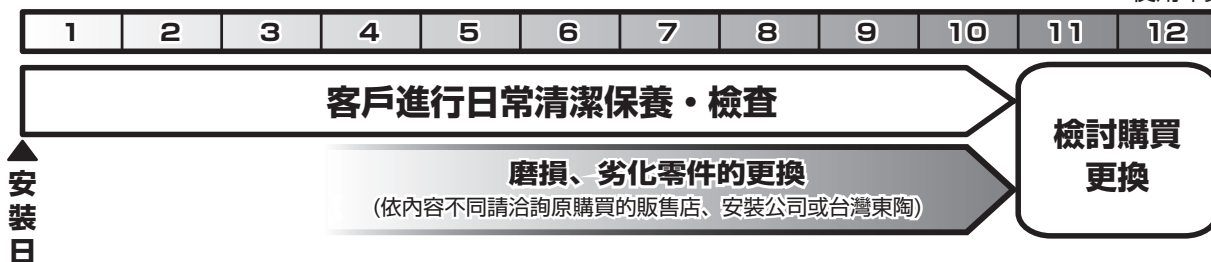 1 2 3 4 5 6 7 8 9 10 11 12
客戶進行日常清潔保養・檢查
檢討購買
更換
磨損、劣化零件的更換
(依內容不同請洽詢原購買的販售店、安裝公司或台灣東陶)
安
裝
日